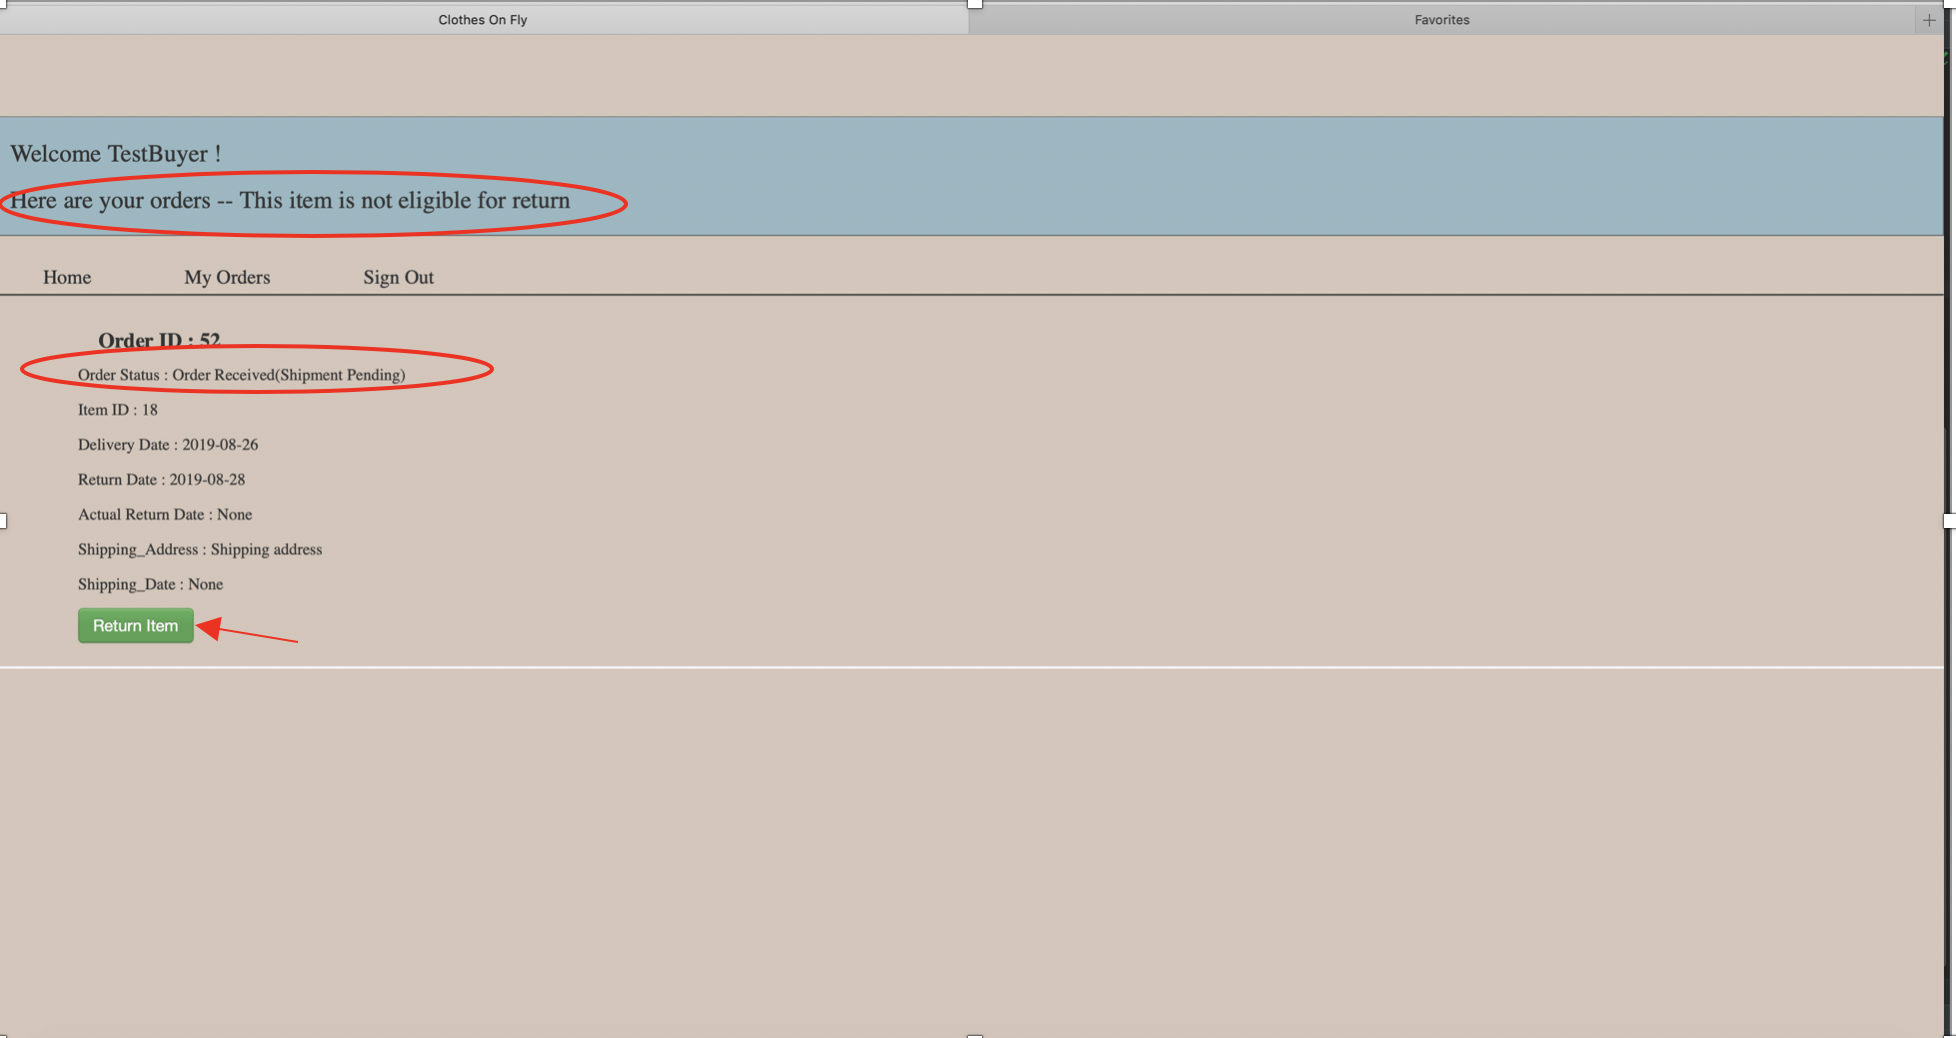 Clothes On Fly
Favorites
Welcome TestBuyer !
Here are your orders -- This item is not eligible for return
Home
My Orders
Sign Out
Order ID : 52
Order Status : Order Received(Shipment Pending)
Item ID : 18
Delivery Date : 2019-08-26
Return Date : 2019-08-28
Actual Return Date : None
Shipping_Address : Shipping address
Shipping_Date : None
Return Item